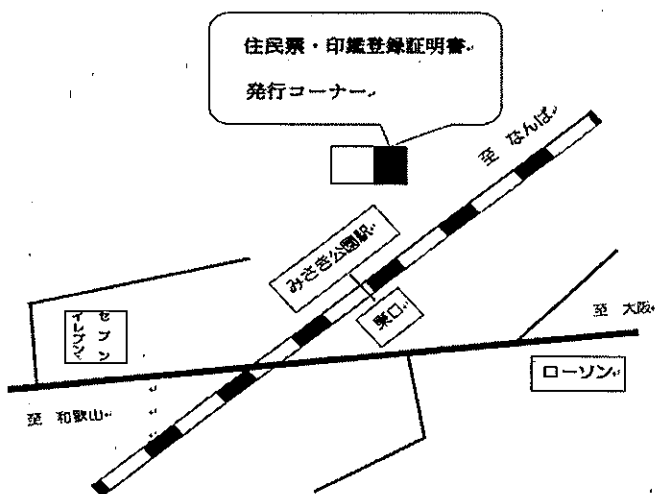 住民票・印鑑登録証明書
発行コーナー
至 なんば
みさき公園駅
東口
セブン
イレブン
至 大阪
ローソン
至 和歌山